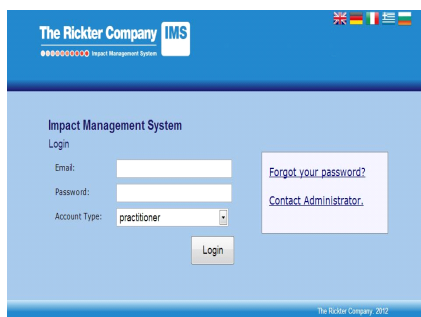 The Rickter Company IMS
Impact Management System
Impact Management System
Login
Email:
Password:
Account Type: practitioner
Login
Forgot your password?
Contact Administrator.
The Rickter Company. 2012